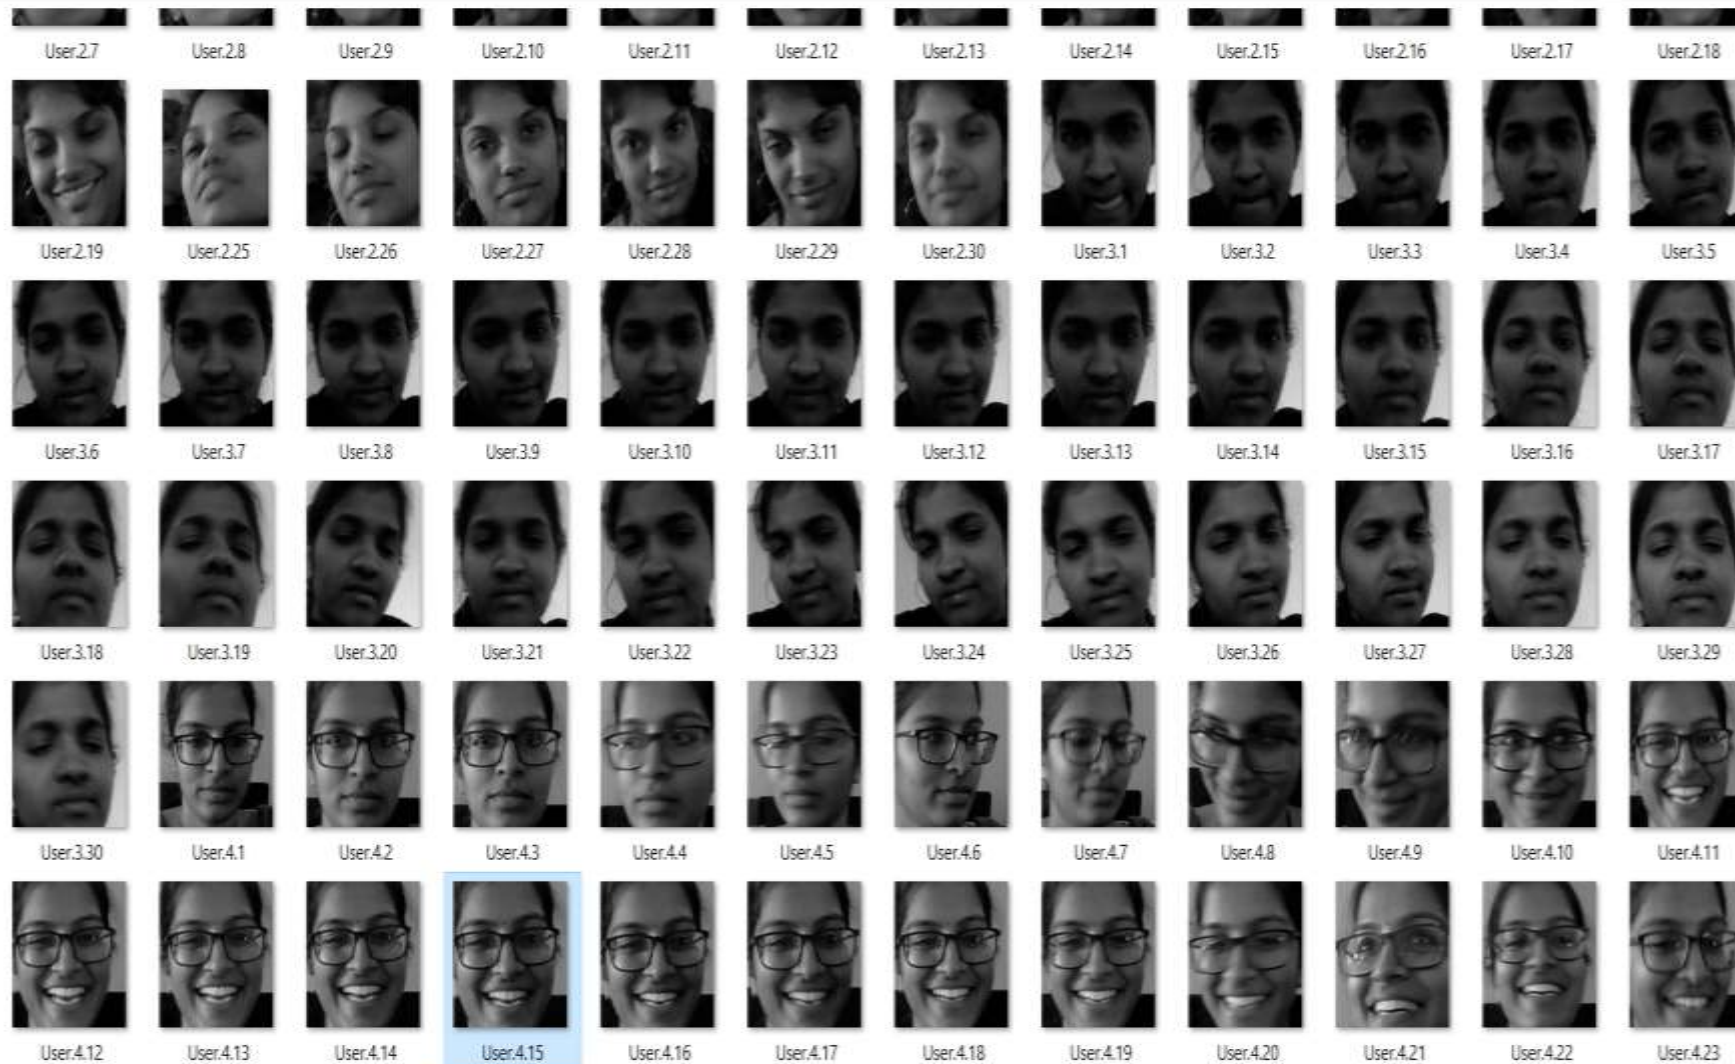 User.2.7 User.2.8 User.2.9 User.2.10 User.2.11 User.2.12 User.2.13 User.2.14 User.2.15 User.2.16 User.2.17 User.2.18
User.2.19 User.2.25 User.2.26 User.2.27 User.2.28 User.2.29 User.2.30 User.3.1 User.3.2 User.3.3 User.3.4 User.3.5
User.3.6 User.3.7 User.3.8 User.3.9 User.3.10 User.3.11 User.3.12 User.3.13 User.3.14 User.3.15 User.3.16 User.3.17
User.3.18 User.3.19 User.3.20 User.3.21 User.3.22 User.3.23 User.3.24 User.3.25 User.3.26 User.3.27 User.3.28 User.3.29
User.3.30 User.4.1 User.4.2 User.4.3 User.4.4 User.4.5 User.4.6 User.4.7 User.4.8 User.4.9 User.4.10 User.4.11
User.4.12 User.4.13 User.4.14 User.4.15 User.4.16 User.4.17 User.4.18 User.4.19 User.4.20 User.4.21 User.4.22 User.4.23